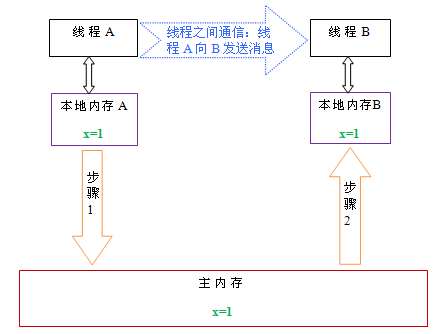 线程 A
线程之间通信：线
程 A 向 B 发送消息
线程 B
本地内存 A
x=1
本地内存B
x=1
步
骤
1
步
骤
2
主内存
x=1